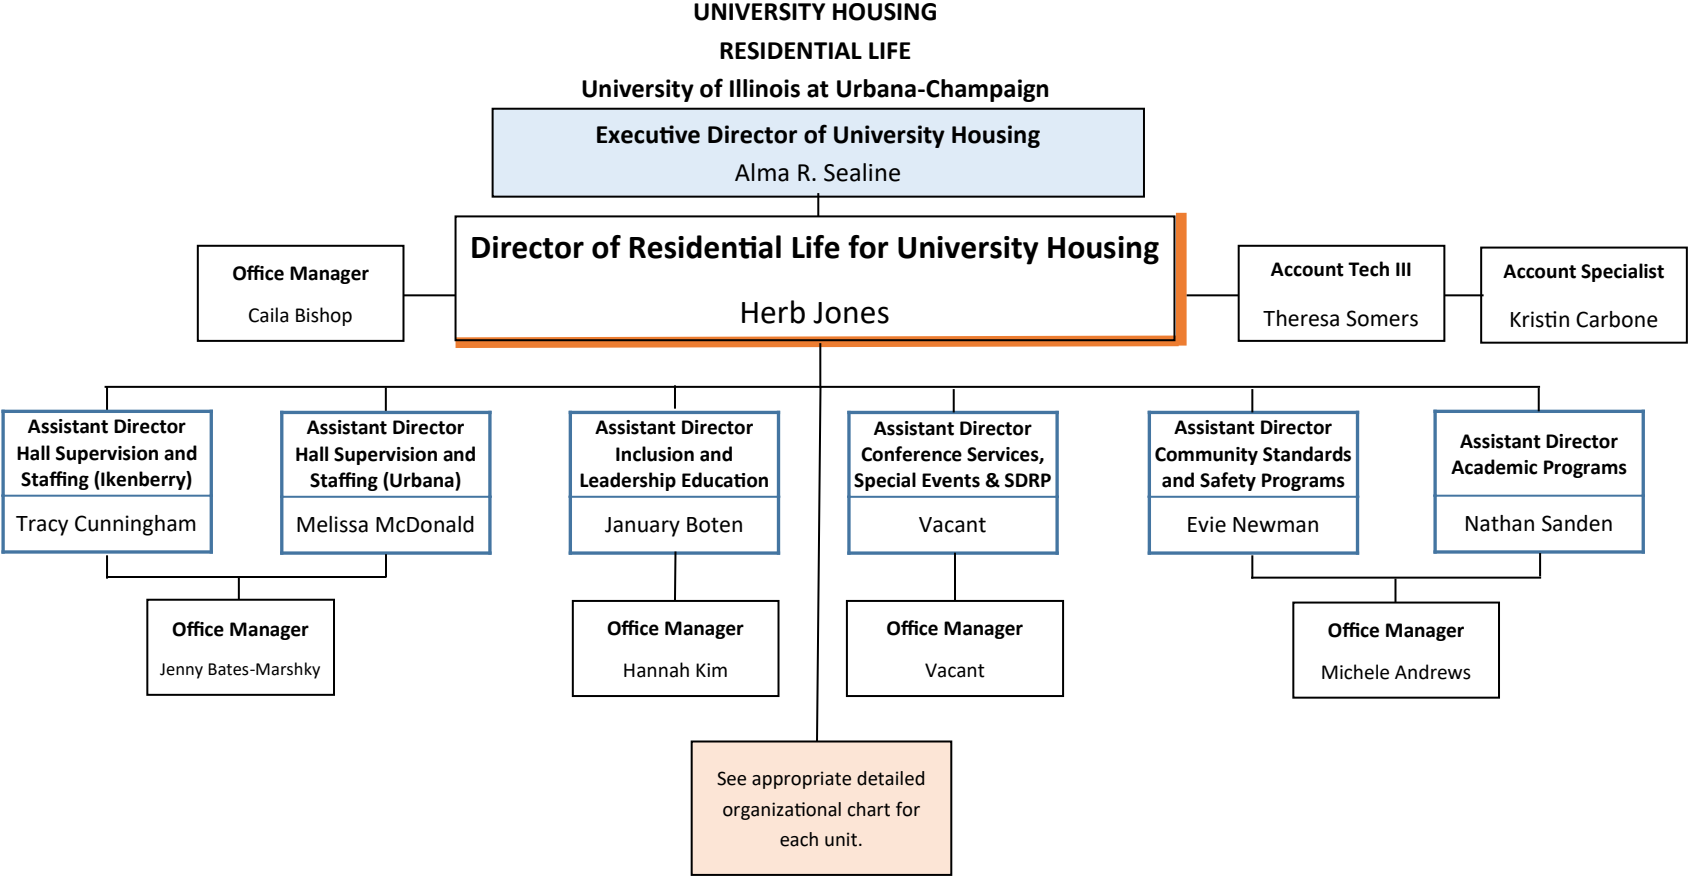 UNIVERSITY HOUSING
RESIDENTIAL LIFE
University of Illinois at Urbana-Champaign
Executive Director of University Housing
Alma R. Sealine
Director of Residential Life for University Housing
Herb Jones
Office Manager
Caila Bishop
Account Tech III
Theresa Somers
Account Specialist
Kristin Carbone
Assistant Director
Hall Supervision and
Staffing (Ikenberry)
Tracy Cunningham
Assistant Director
Hall Supervision and
Staffing (Urbana)
Melissa McDonald
Assistant Director
Inclusion and
Leadership Education
January Boten
Assistant Director
Conference Services,
Special Events & SDRP
Vacant
Assistant Director
Community Standards
and Safety Programs
Evie Newman
Assistant Director
Academic Programs
Nathan Sanden
Office Manager
Jenny Bates-Marshky
Office Manager
Hannah Kim
Office Manager
Vacant
Office Manager
Michele Andrews
See appropriate detailed
organizational chart for
each unit.